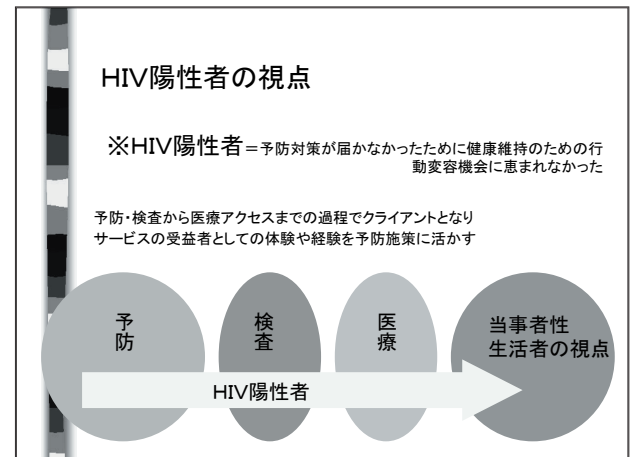 HIV陽性者の視点
※HIV陽性者＝予防対策が届かなかったために健康維持のための行
動変容機会に恵まれなかった
予防・検査から医療アクセスまでの過程でクライアントとなり
サービスの受益者としての体験や経験を予防施策に活かす
予防
検査
医療
当事者性
生活者の視点
HIV陽性者